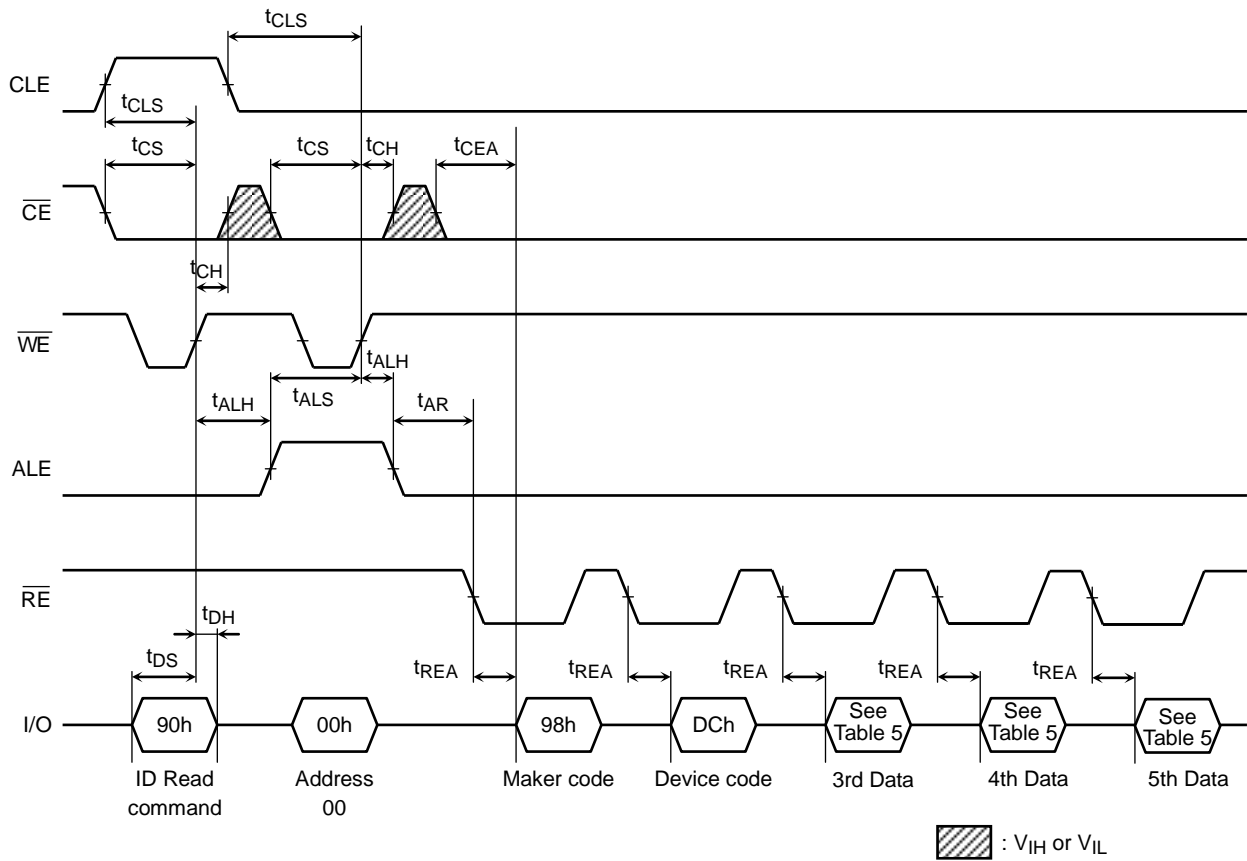 tCLS
CLE
tCLS
tCS
tCS
tCH
tCEA
CE
tCH
WE
tALH
tALH
tALS
tAR
ALE
RE
tDH
tDS
tREA
tREA
tREA
tREA
tREA
I/O
90h
00h
98h
DCh
See
Table 5
See
Table 5
See
Table 5
ID Read
command
Address
00
Maker code
Device code
3rd Data
4th Data
5th Data
: VIH or VIL